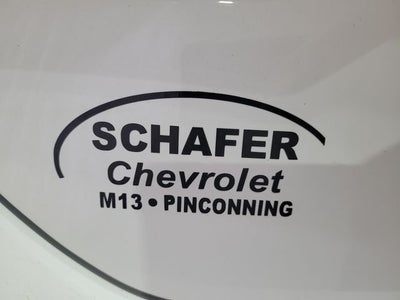 SCHAFER
Chevrolet
M13 • PINCONNING